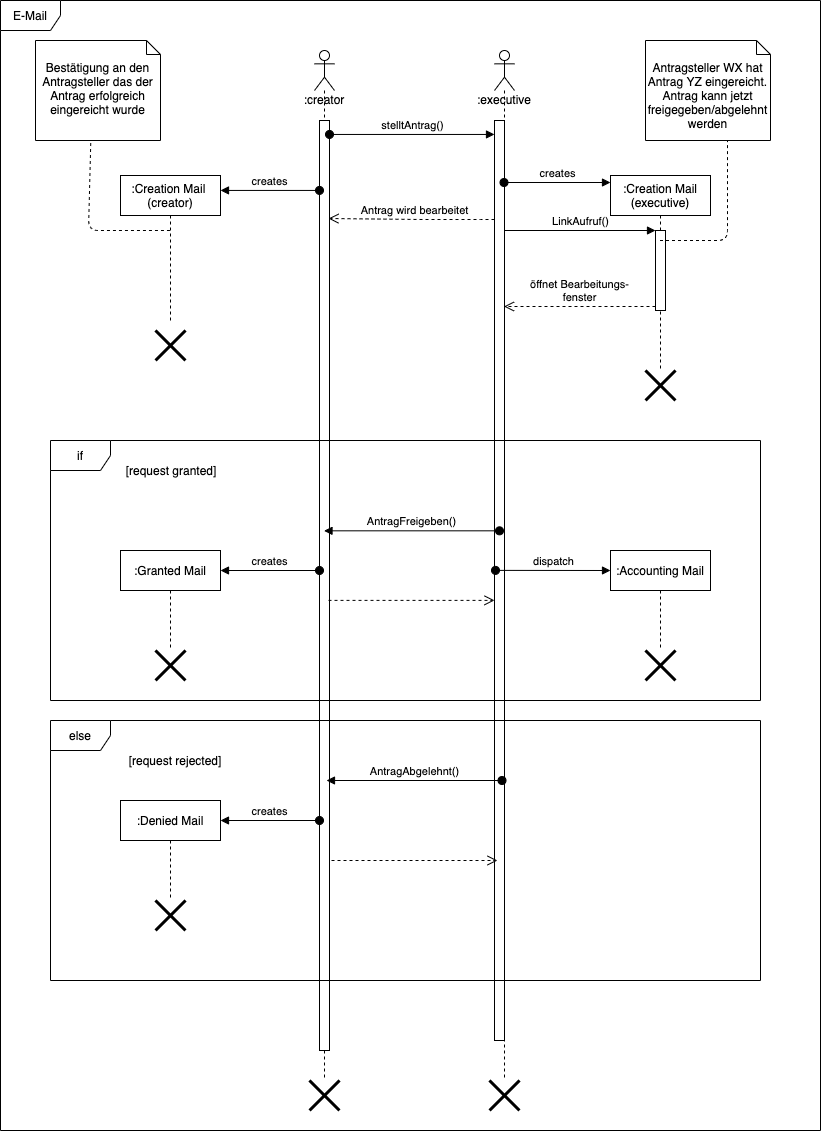 E-Mail
Bestätigung an den
Antragsteller das der
Antrag erfolgreich
eingereicht wurde
Antragsteller WX hat
Antrag YZ eingereicht.
Antrag kann jetzt
freigegeben/abgelehnt
werden
:creator
:executive
stelltAntrag()
creates
:Creation Mail
(creator)
creates
:Creation Mail
(executive)
Antrag wird bearbeitet
LinkAufruf()
öffnet Bearbeitungs-
fenster
if
[request granted]
AntragFreigeben()
:Granted Mail
creates
dispatch
:Accounting Mail
else
[request rejected]
AntragAbgelehnt()
:Denied Mail
creates